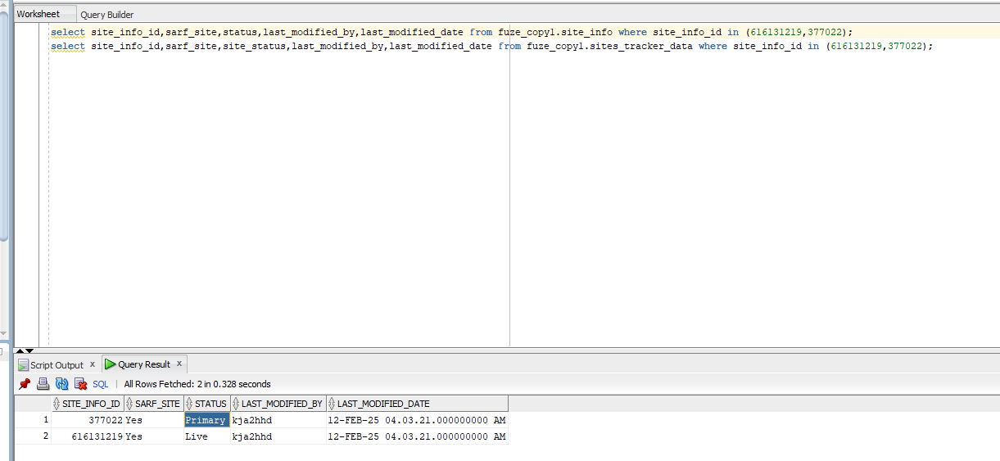 Worksheet Query Builder
select site_info_id,sarf_site,status,last_modified_by,last_modified_date from fuze_copy1.site_info where site_info_id in (616131219,377022);
select site_info_id,sarf_site,site_status,last_modified_by,last_modified_date from fuze_copy1.sites_tracker_data where site_info_id in (616131219,377022);
Script Output x Query Result x
SQL | All Rows Fetched: 2 in 0.328 seconds
SITE_INFO_ID SARF_SITE STATUS LAST_MODIFIED_BY LAST_MODIFIED_DATE
1 377022 Yes Primary kja2hhd 12-FEB-25 04.03.21.000000000 AM
2 616131219 Yes Live kja2hhd 12-FEB-25 04.03.21.000000000 AM